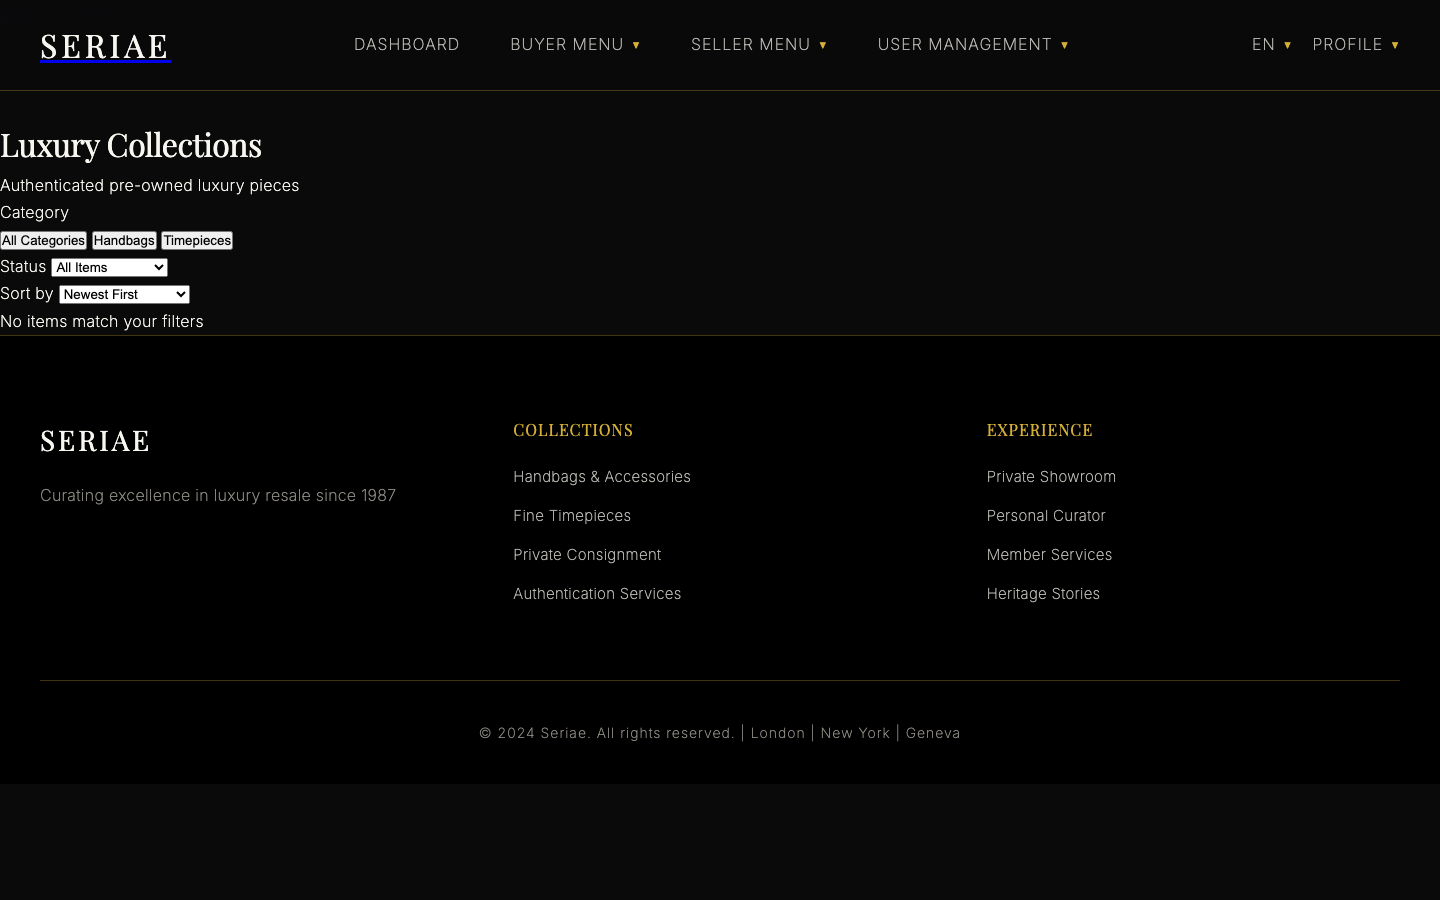 SERIAE
DASHBOARD BUYER MENU ▼ SELLER MENU ▼ USER MANAGEMENT ▼ EN ▼ PROFILE ▼
Luxury Collections
Authenticated pre-owned luxury pieces
Category
All Categories Handbags Timepieces
Status All Items
Sort by Newest First
No items match your filters
SERIAE
Curating excellence in luxury resale since 1987
COLLECTIONS
Handbags & Accessories
Fine Timepieces
Private Consignment
Authentication Services
EXPERIENCE
Private Showroom
Personal Curator
Member Services
Heritage Stories
© 2024 Seriae. All rights reserved. | London | New York | Geneva